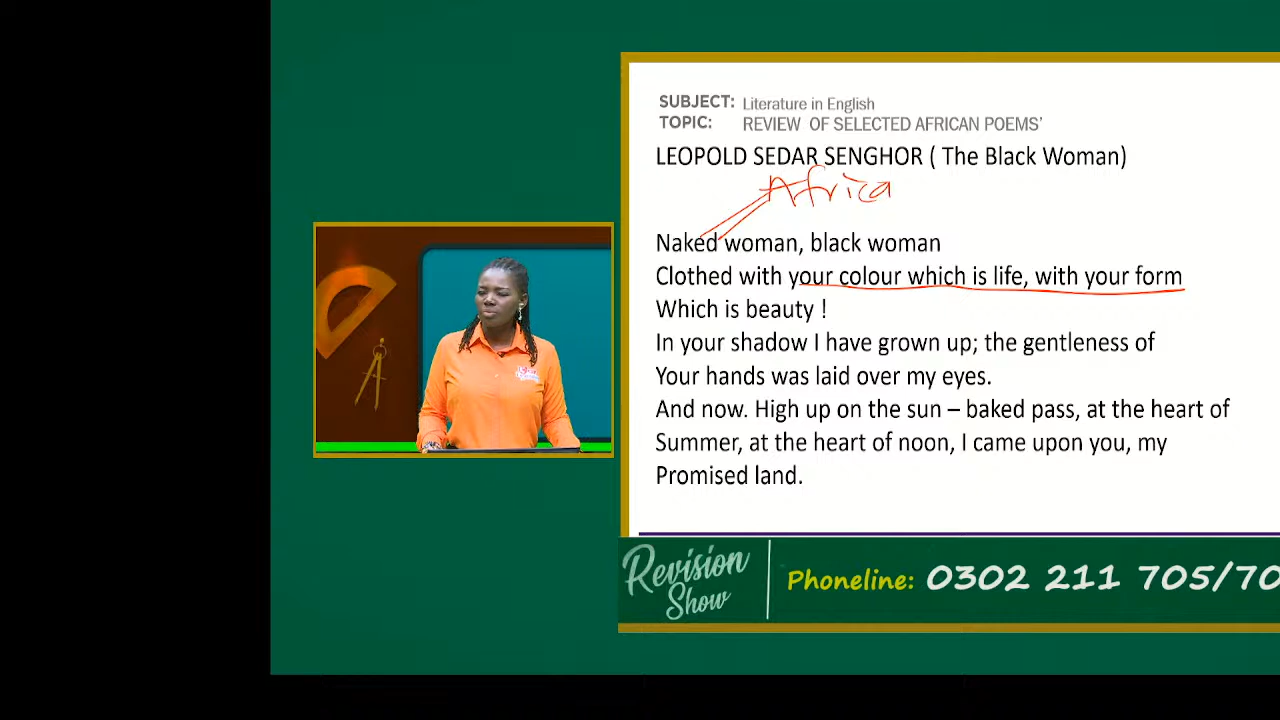 SUBJECT: Literature in English
TOPIC: REVIEW OF SELECTED AFRICAN POEMS’
LEOPOLD SEDAR SENGHOR ( The Black Woman)
Africa
Naked woman, black woman
Clothed with your colour which is life, with your form
Which is beauty !
In your shadow I have grown up; the gentleness of
Your hands was laid over my eyes.
And now. High up on the sun – baked pass, at the heart of
Summer, at the heart of noon, I came upon you, my
Promised land.
Revision
Show
Phoneline: 0302 211 705/70